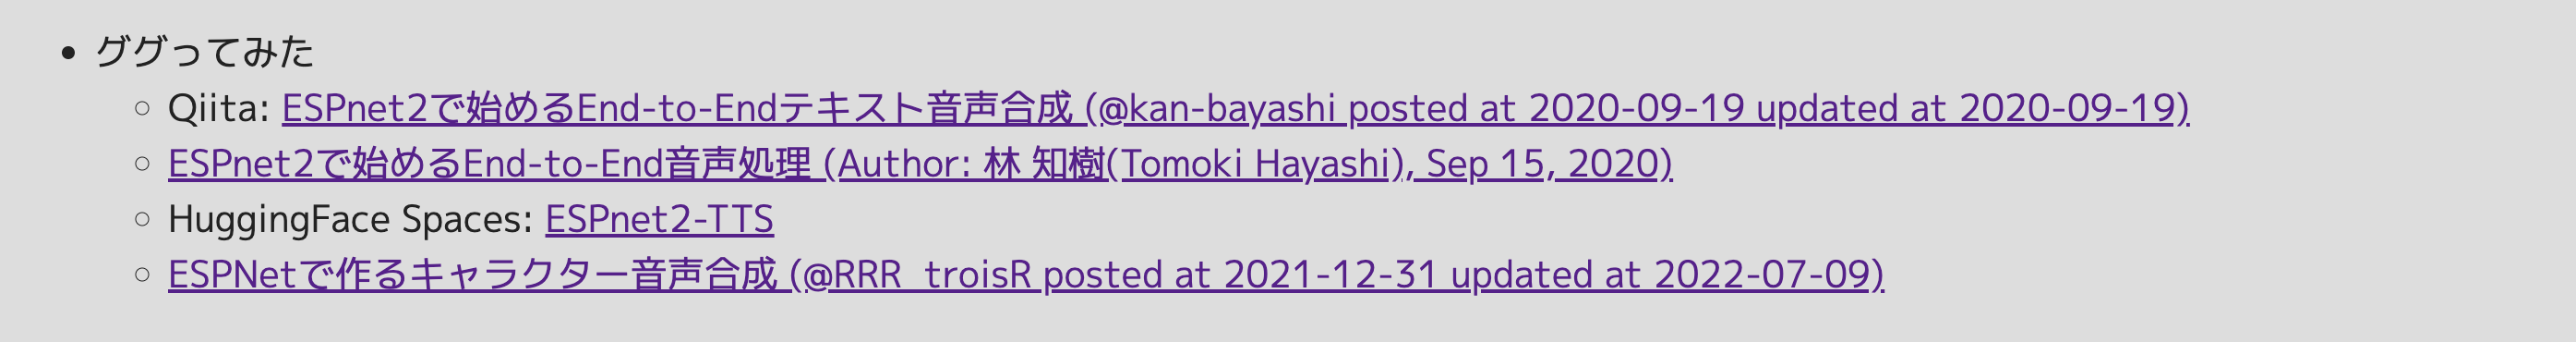 ググってみた
Qiita: ESPnet2で始めるEnd-to-Endテキスト音声合成 (@kan-bayashi posted at 2020-09-19 updated at 2020-09-19)
ESPnet2で始めるEnd-to-End音声処理 (Author: 林 知樹(Tomoki Hayashi), Sep 15, 2020)
HuggingFace Spaces: ESPnet2-TTS
ESPNetで作るキャラクター音声合成 (@RRR_troisR posted at 2021-12-31 updated at 2022-07-09)